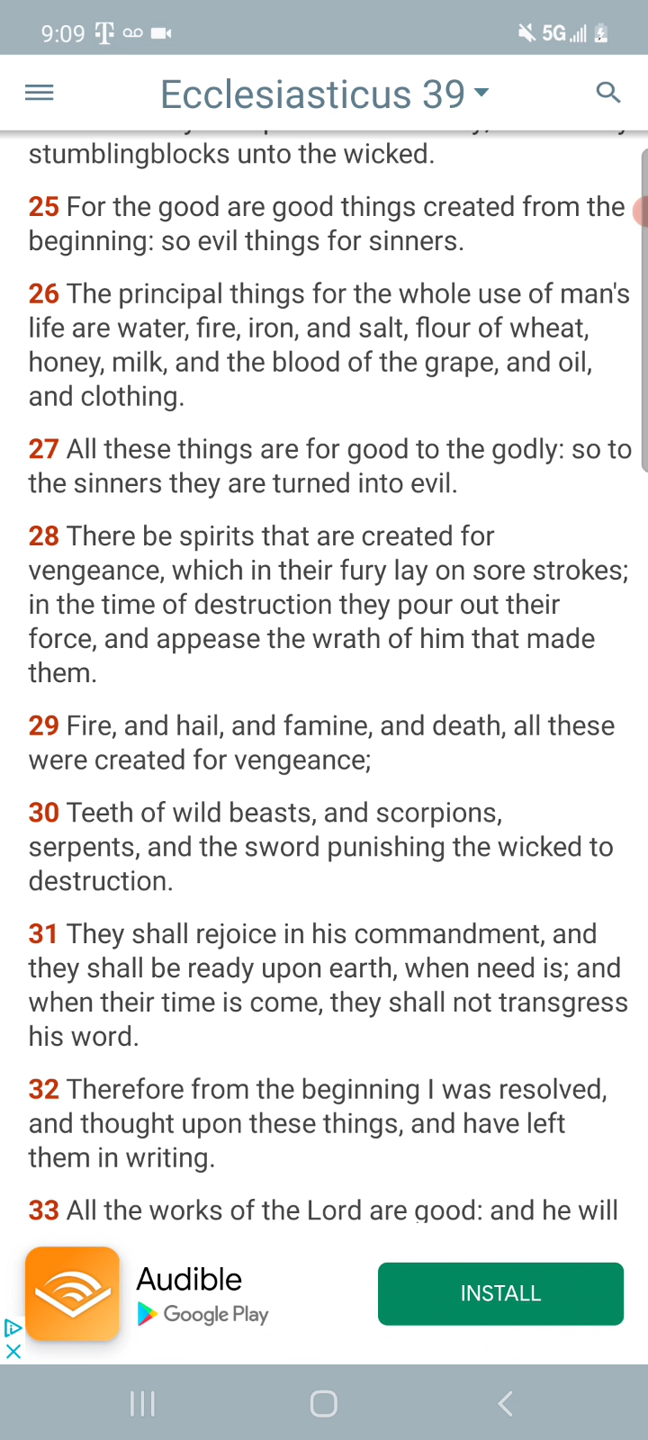 9:09
5G
Ecclesiasticus 39
stumblingblocks unto the wicked.
25 For the good are good things created from the
beginning: so evil things for sinners.
26 The principal things for the whole use of man's
life are water, fire, iron, and salt, flour of wheat,
honey, milk, and the blood of the grape, and oil,
and clothing.
27 All these things are for good to the godly: so to
the sinners they are turned into evil.
28 There be spirits that are created for
vengeance, which in their fury lay on sore strokes;
in the time of destruction they pour out their
force, and appease the wrath of him that made
them.
29 Fire, and hail, and famine, and death, all these
were created for vengeance;
30 Teeth of wild beasts, and scorpions,
serpents, and the sword punishing the wicked to
destruction.
31 They shall rejoice in his commandment, and
they shall be ready upon earth, when need is; and
when their time is come, they shall not transgress
his word.
32 Therefore from the beginning I was resolved,
and thought upon these things, and have left
them in writing.
33 All the works of the Lord are good: and he will
Audible
Google Play
INSTALL